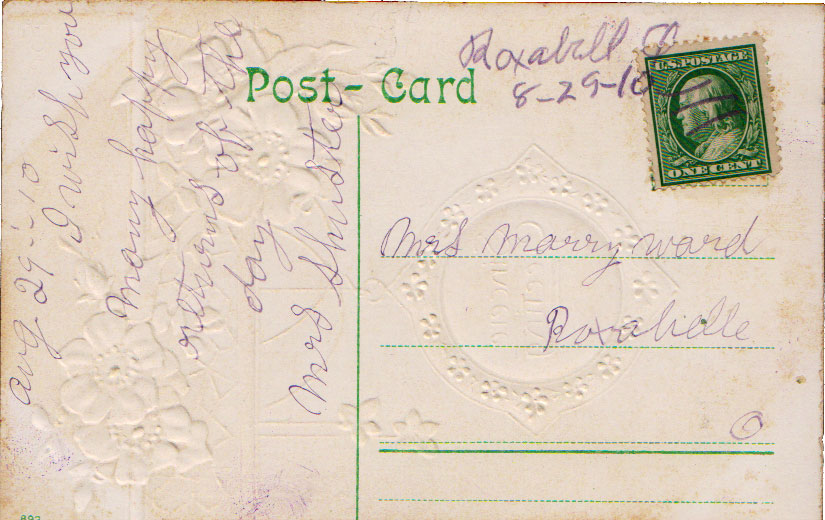 Post-Card
Roxabell O
8-29-10
U.S. POSTAGE
ONE CENT
Aug. 29-10
I wish you
many happy
returns of the
day
Mrs Shuster
Mrs Marry ward
Roxabelle
O